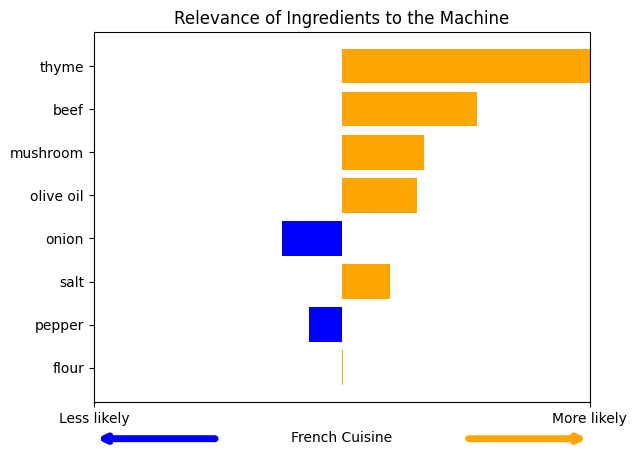 Relevance of Ingredients to the Machine
thyme
beef
mushroom
olive oil
onion
salt
pepper
flour
Less likely
More likely
French Cuisine